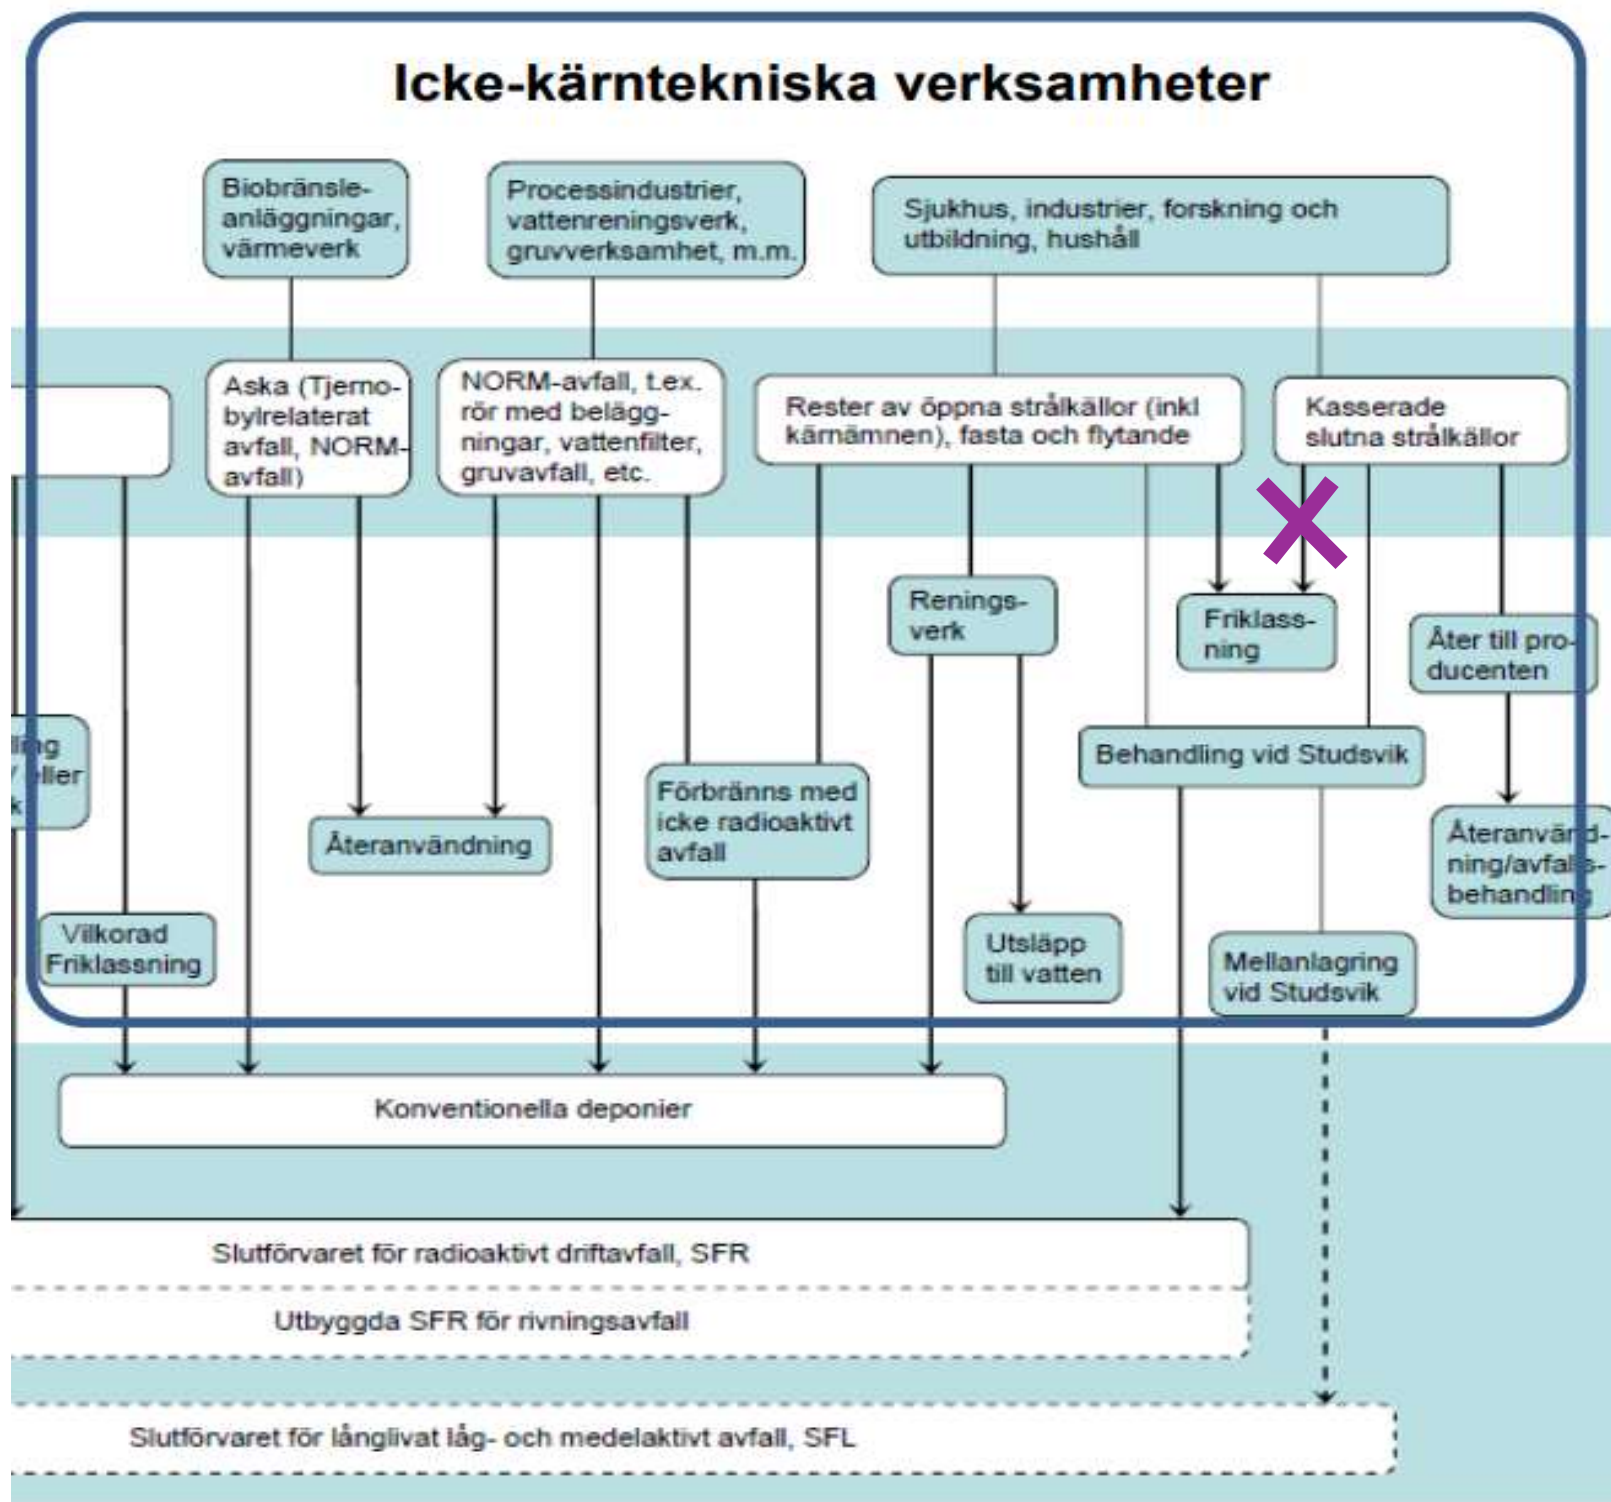 Icke-kärntekniska verksamheter
Biobränsle-
anläggningar,
värmeverk
Processindustrier,
vattenreningsverk,
gruvverksamhet, m.m.
Sjukhus, industrier, forskning och
utbildning, hushåll
Aska (Tjerno-
bylrelaterat
avfall, NORM-
avfall)
NORM-avfall, t.ex.
rör med belägg-
ningar, vattenfilter,
gruvavfall, etc.
Rester av öppna strålkällor (inkl
kärnämnen), fasta och flytande
Kasserade
slutna strålkällor
Renings-
verk
Friklass-
ning
Åter till pro-
ducenten
ling
eller
k
Behandling vid Studsvik
Förbränns med
icke radioaktivt
avfall
Återanvändning
Återanvänd-
ning/avfalls-
behandling
Vilkorad
Friklassning
Utsläpp
till vatten
Mellanlagring
vid Studsvik
Konventionella deponier
Slutförvaret för radioaktivt driftavfall, SFR
Utbyggda SFR för rivningsavfall
Slutförvaret för långlivat låg- och medelaktivt avfall, SFL